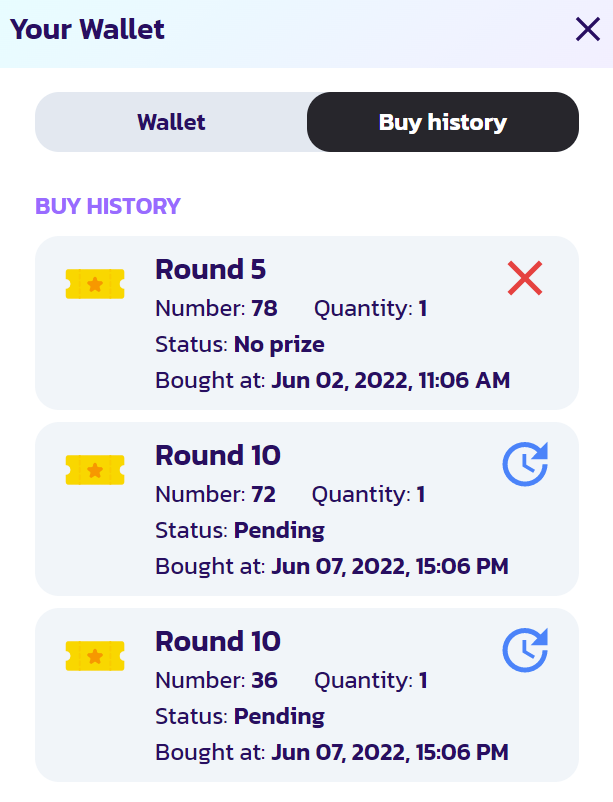 Your Wallet
Wallet Buy history
BUY HISTORY
Round 5
Number: 78 Quantity: 1
Status: No prize
Bought at: Jun 02, 2022, 11:06 AM
Round 10
Number: 72 Quantity: 1
Status: Pending
Bought at: Jun 07, 2022, 15:06 PM
Round 10
Number: 36 Quantity: 1
Status: Pending
Bought at: Jun 07, 2022, 15:06 PM